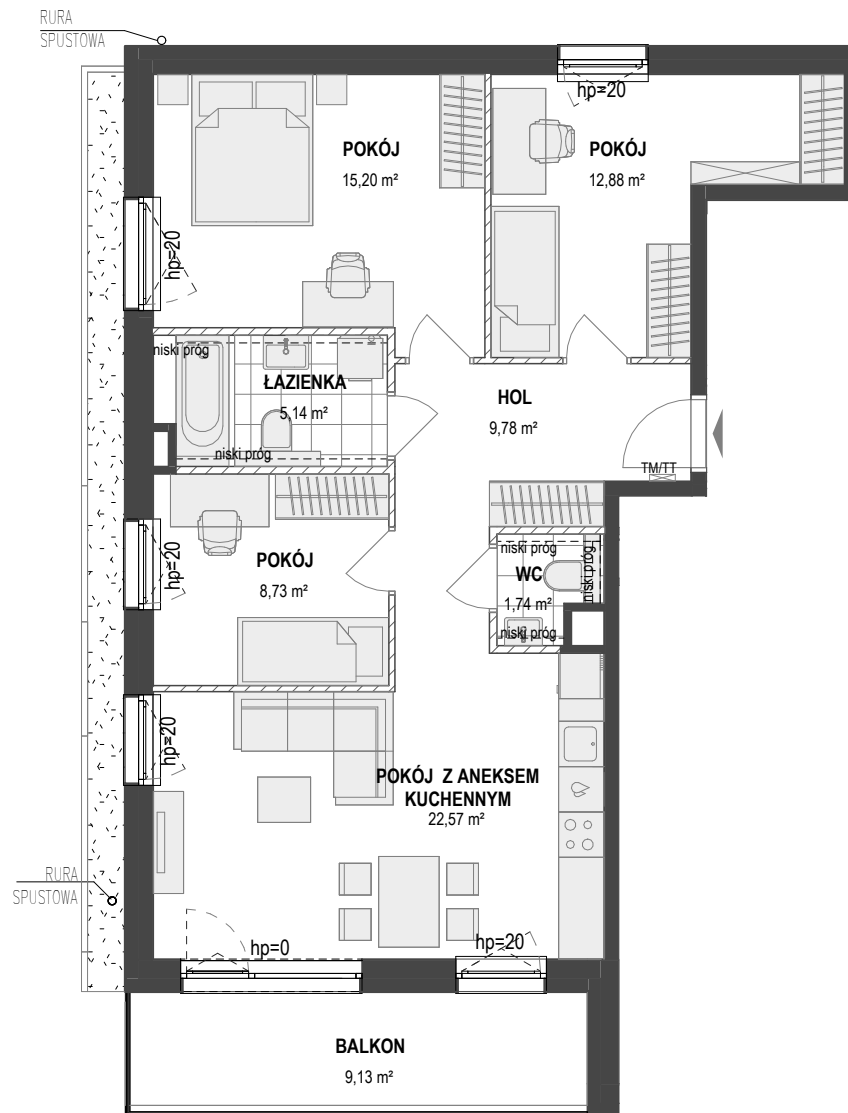 RURA
SPUSTOWA
hp=20
POKÓJ
15,20 m²
POKÓJ
12,88 m²
hp=20
niski próg
ŁAZIENKA
5,14 m²
niski próg
HOL
9,78 m²
TM/TT
hp=20
POKÓJ
8,73 m²
niski próg
WC
1,74 m²
niski próg
niski próg
hp=20
POKÓJ Z ANEKSEM
KUCHENNYM
22,57 m²
RURA
SPUSTOWA
hp=0
hp=20
BALKON
9,13 m²